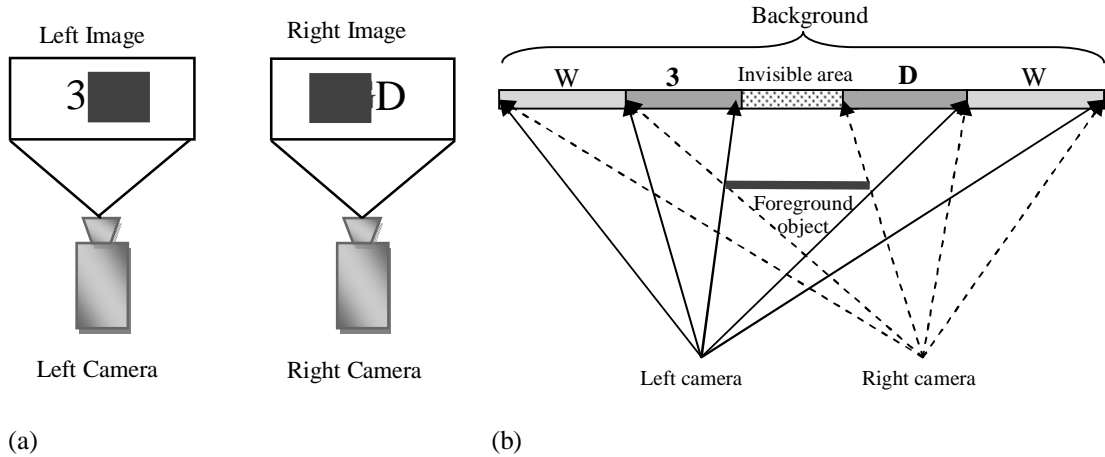 Left Image
Right Image
3
D
Left Camera
Right Camera
(a)
Background
W 3 Invisible area D W
Foreground
object
Left camera
Right camera
(b)